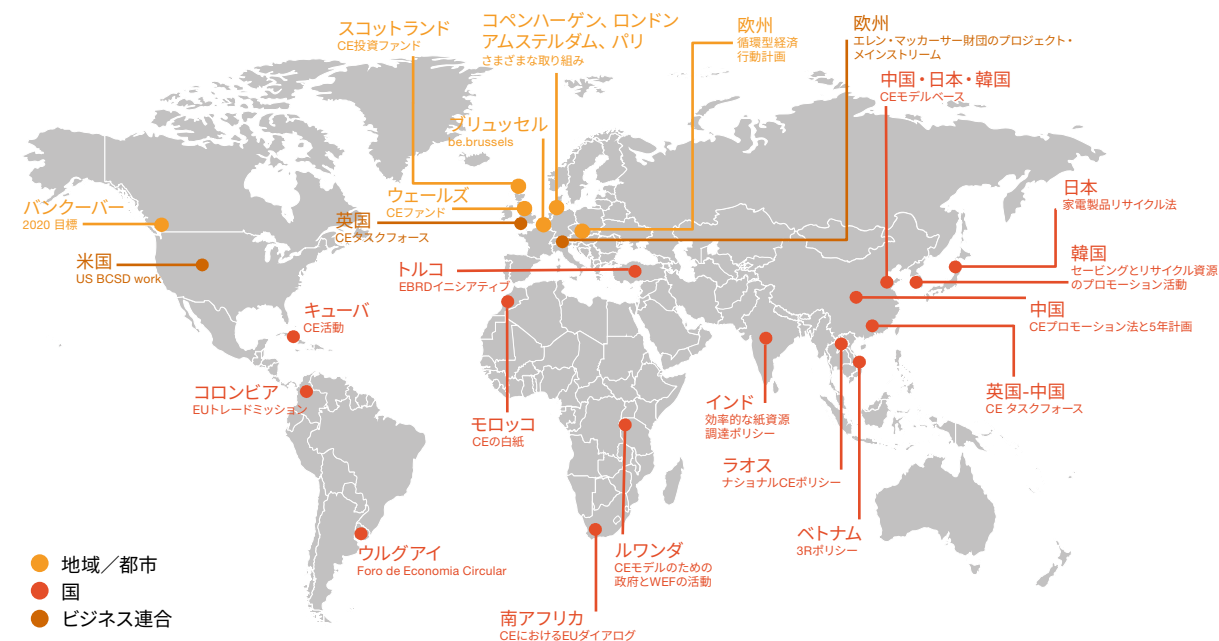 スコットランド
CE投資ファンド
コペンハーゲン、ロンドン
アムステルダム、パリ
さまざまな取り組み
欧州
循環型経済
行動計画
欧州
エレン・マッカーサー財団のプロジェクト・
メインストリーム
中国・日本・韓国
CEモデルベース
ブリュッセル
be.brussels
日本
家電製品リサイクル法
バンクーバー
2020 目標
ウェールズ
CEファンド
英国
CEタスクフォース
米国
US BCSD work
トルコ
EBRDイニシアティブ
韓国
セービングとリサイクル資源
のプロモーション活動
キューバ
CE活動
中国
CEプロモーション法と5年計画
コロンビア
EUトレードミッション
モロッコ
CEの白紙
インド
効率的な紙資源
調達ポリシー
英国-中国
CE タスクフォース
ラオス
ナショナルCEポリシー
ベトナム
3Rポリシー
ウルグアイ
Foro de Economia Circular
ルワンダ
CEモデルのための
政府とWEFの活動
南アフリカ
CEにおけるEUダイアログ
地域／都市
国
ビジネス連合